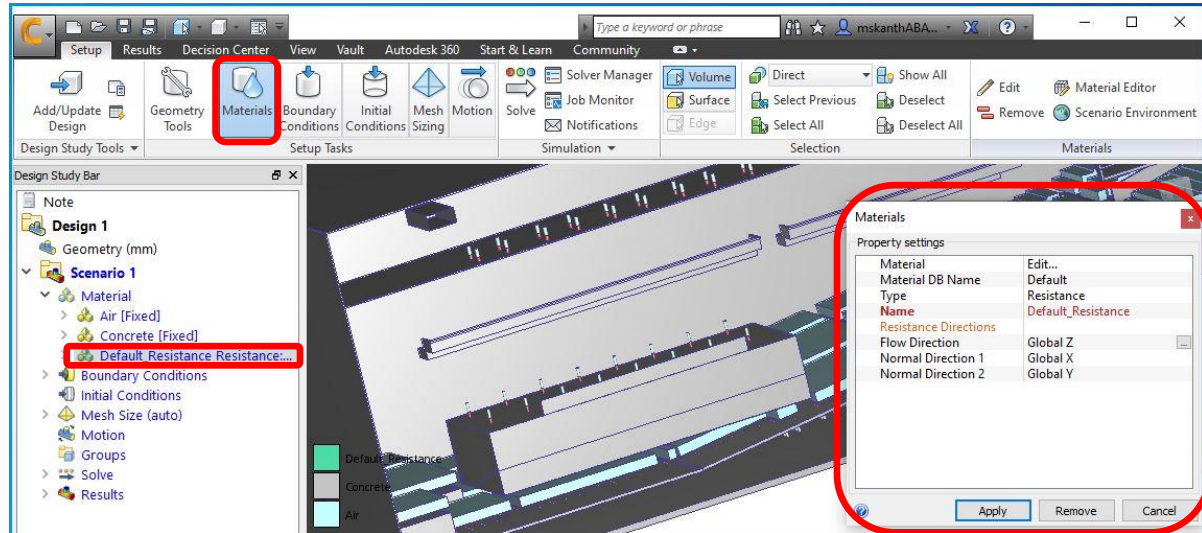 Type a keyword or phrase
mskanthABA...
Setup Results Decision Center View Vault Autodesk 360 Start & Learn Community
Add/Update Design
Geometry Tools
Materials
Boundary Conditions
Initial Conditions
Mesh Sizing
Motion
Solve
Solver Manager
Job Monitor
Notifications
Volume
Surface
Edge
Direct
Select Previous
Select All
Show All
Deselect
Deselect All
Edit
Remove
Material Editor
Scenario Environment
Design Study Tools
Setup Tasks
Simulation
Selection
Materials
Design Study Bar
Note
Design 1
Geometry (mm)
Scenario 1
Material
Air [Fixed]
Concrete [Fixed]
Default_Resistance Resistance:...
Boundary Conditions
Initial Conditions
Mesh Size (auto)
Motion
Groups
Solve
Results
Default_Resistance
Concrete
Air
Materials
Property settings
Material Edit...
Material DB Name Default
Type Resistance
Name Default_Resistance
Resistance Directions
Flow Direction Global Z ...
Normal Direction 1 Global X
Normal Direction 2 Global Y
Apply Remove Cancel